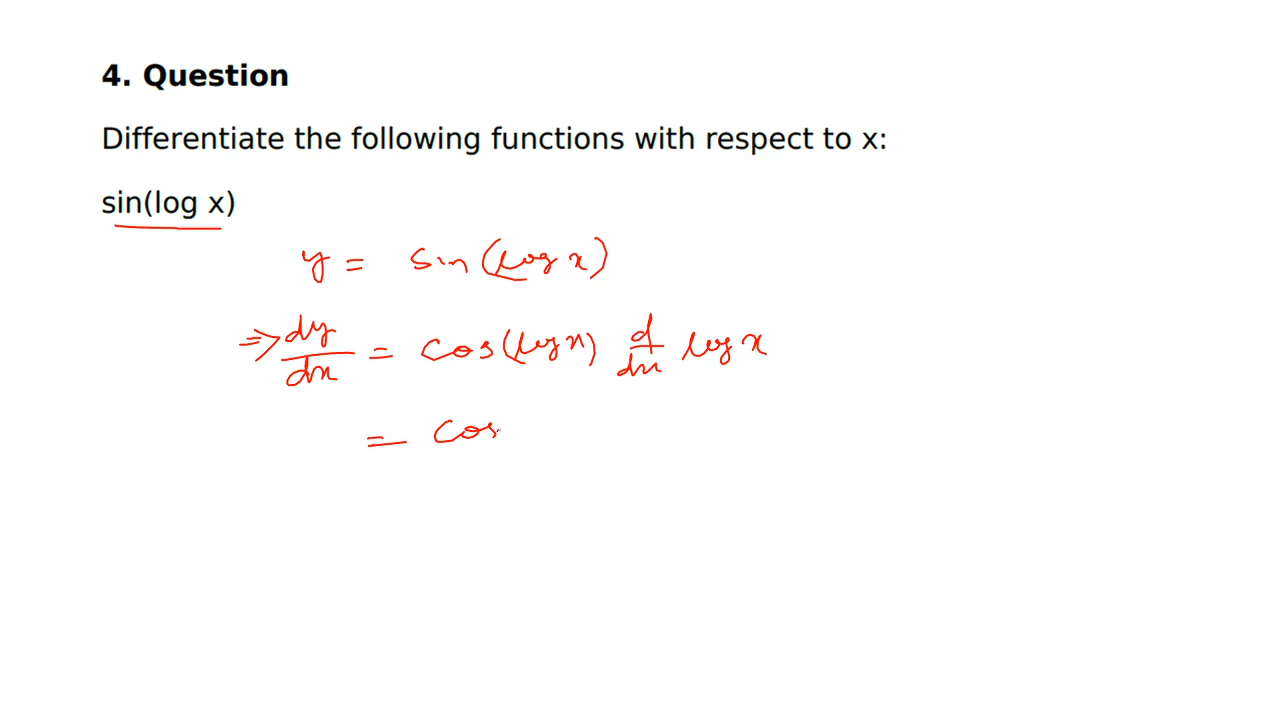 4. Question
Differentiate the following functions with respect to x:
sin(log x)
y = sin(log x)
⇒ dy/dx = cos(log x) d/dx log x
= cos